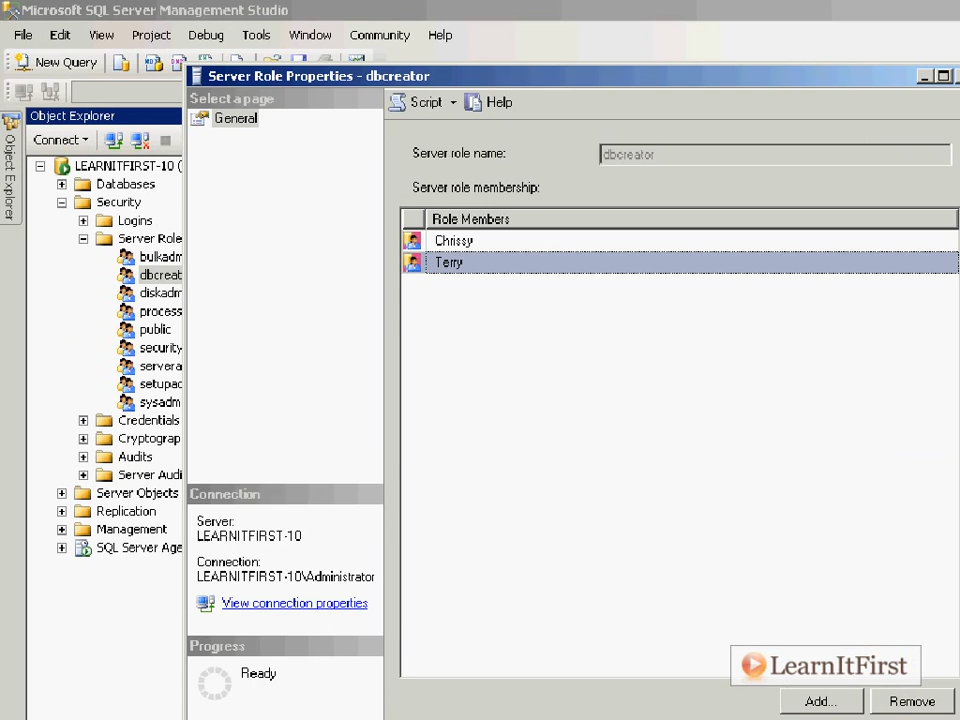 Microsoft SQL Server Management Studio
File Edit View Project Debug Tools Window Community Help
New Query
Server Role Properties - dbcreator
Select a page
General
Script Help
Object Explorer
Object Explorer
Connect
LEARNITFIRST-10 (
Databases
Security
Logins
Server Role
bulkadm
dbcreat
diskadm
process
public
security
servera
setupad
sysadm
Credentials
Cryptograp
Audits
Server Audi
Server Objects
Replication
Management
SQL Server Age
Server role name: dbcreator
Server role membership:
Role Members
Chrissy
Terry
Connection
Server:
LEARNITFIRST-10
Connection:
LEARNITFIRST-10\Administrator
View connection properties
Progress
Ready
LearnItFirst
Add... Remove